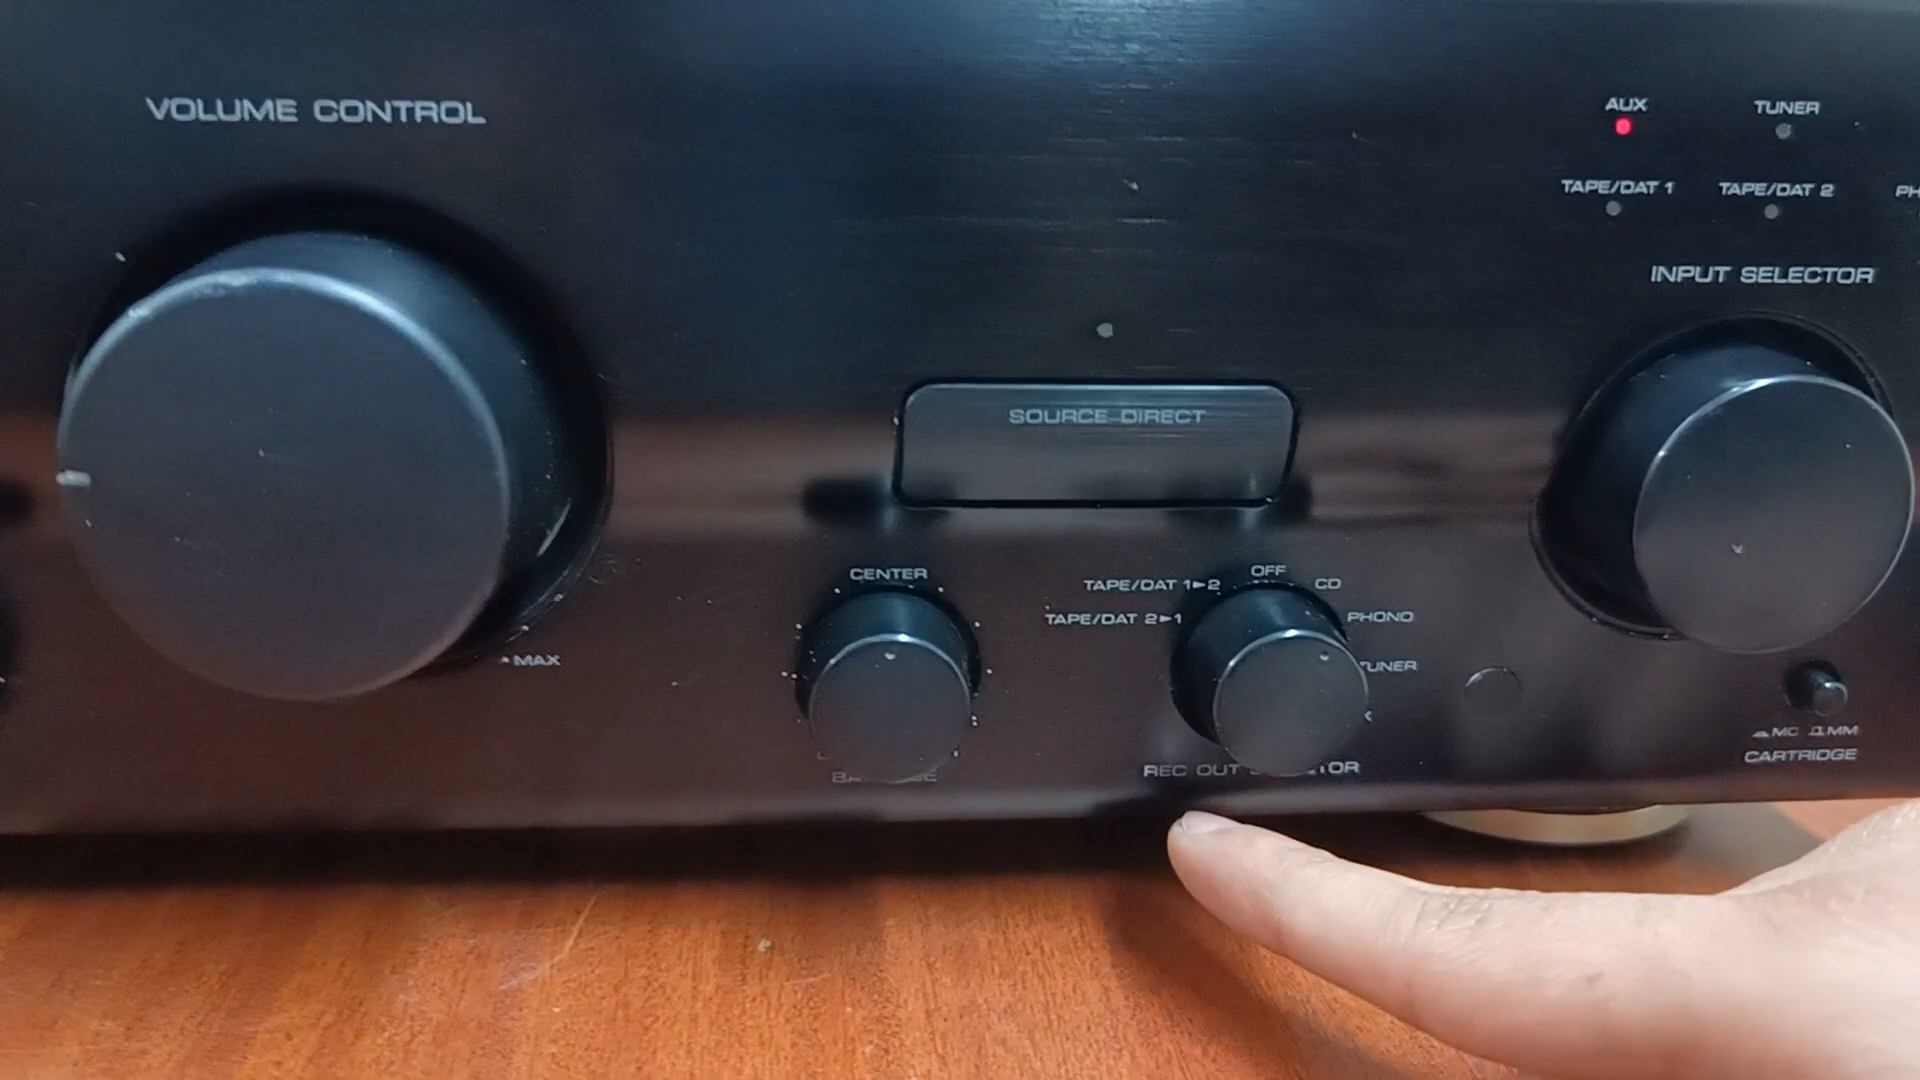 VOLUME CONTROL
AUX
TUNER
TAPE/DAT 1
TAPE/DAT 2
INPUT SELECTOR
SOURCE DIRECT
CENTER
TAPE/DAT 1►2
OFF
CD
TAPE/DAT 2►1
PHONO
TUNER
MAX
REC OUT
MC
MM
CARTRIDGE